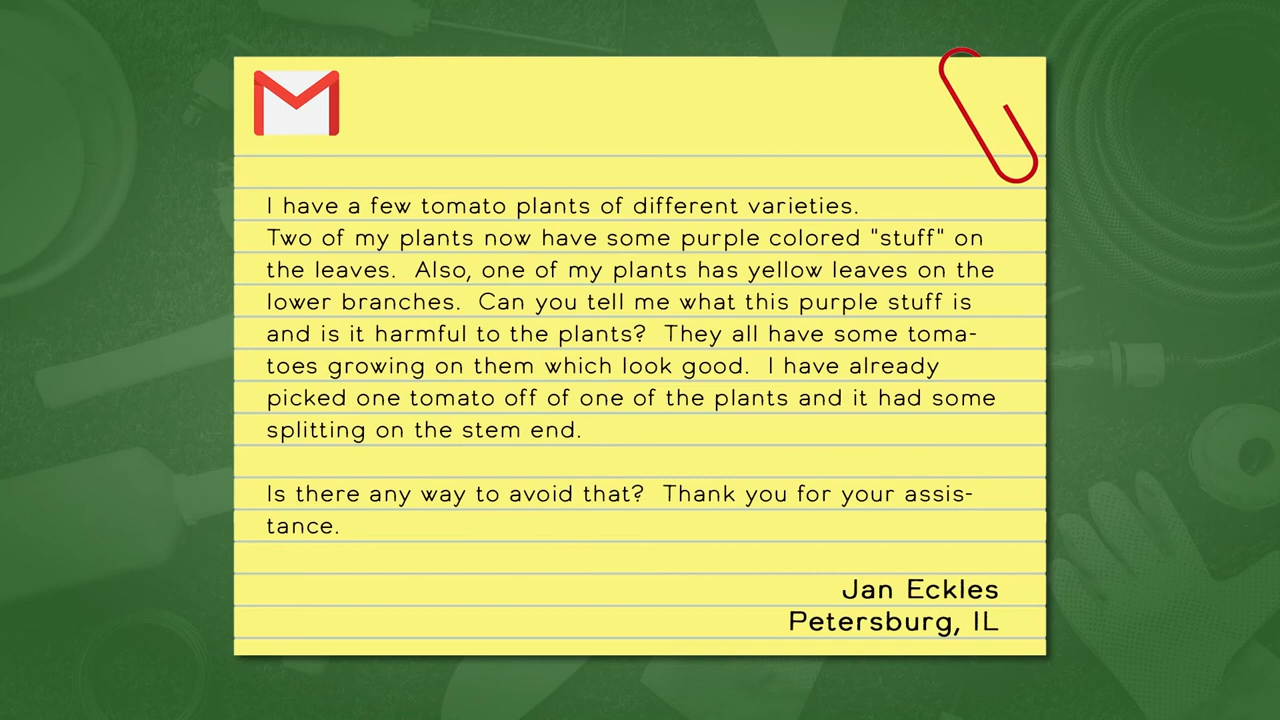 I have a few tomato plants of different varieties.
Two of my plants now have some purple colored "stuff" on
the leaves.  Also, one of my plants has yellow leaves on the
lower branches.  Can you tell me what this purple stuff is
and is it harmful to the plants?  They all have some toma-
toes growing on them which look good.  I have already
picked one tomato off of one of the plants and it had some
splitting on the stem end.
Is there any way to avoid that?  Thank you for your assis-
tance.
Jan Eckles
Petersburg, IL